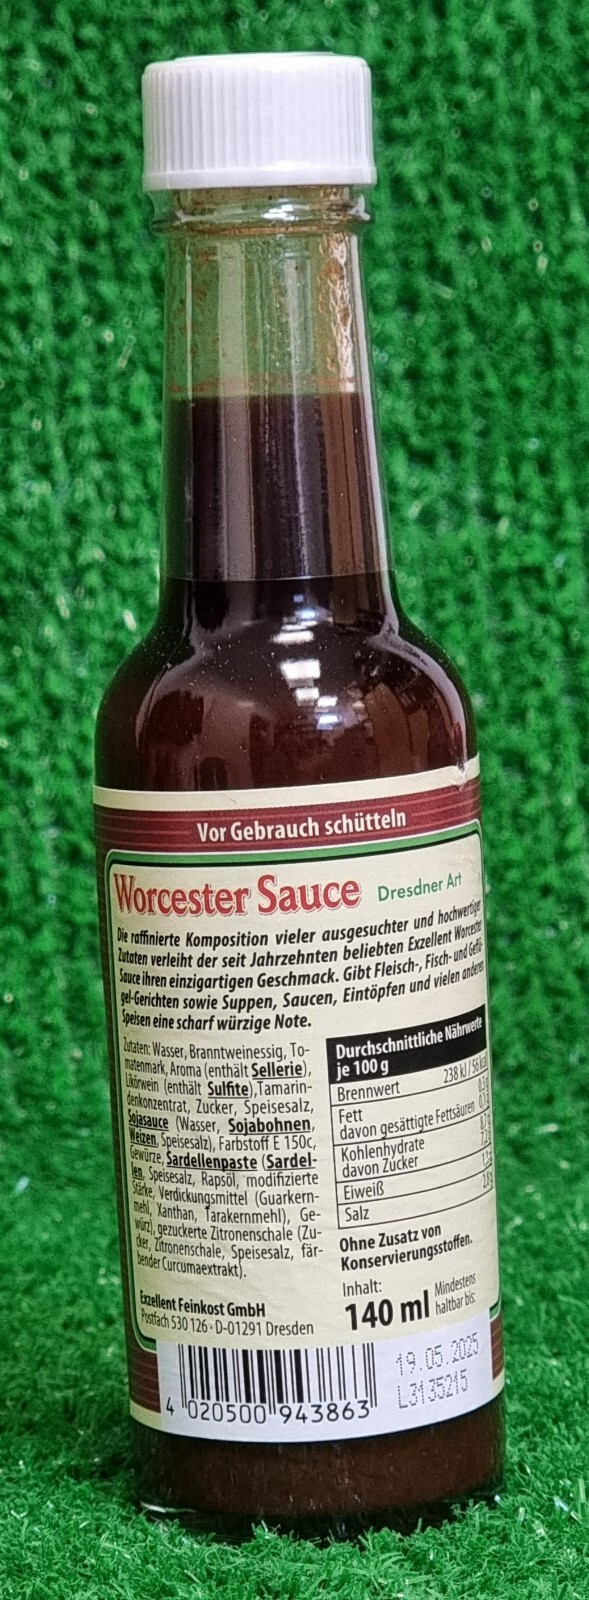 Vor Gebrauch schütteln
Worcester Sauce Dresdner Art
Die raffinierte Komposition vieler ausgesuchter und hochwertiger
Zutaten verleiht der seit Jahrzehnten beliebten Exzellent Worcester
Sauce ihren einzigartigen Geschmack. Gibt Fleisch-, Fisch- und Geflü-
gel-Gerichten sowie Suppen, Saucen, Eintöpfen und vielen anderen
Speisen eine scharf würzige Note.
Zutaten: Wasser, Branntweinessig, To-
matenmark, Aroma (enthält Sellerie),
Likörwein (enthält Sulfite),Tamarin-
denkonzentrat, Zucker, Speisesalz,
Sojasauce (Wasser, Sojabohnen,
Weizen, Speisesalz), Farbstoff E 150c,
Gewürze, Sardellenpaste (Sardel-
len, Speisesalz, Rapsöl, modifizierte
Stärke, Verdickungsmittel (Guarkern-
mehl, Xanthan, Tarakernmehl), Ge-
würz), gezuckerte Zitronenschale (Zu-
cker, Zitronenschale, Speisesalz, fär-
bender Curcumaextrakt).
Exzellent Feinkost GmbH
Postfach 530 126 · D-01291 Dresden
Durchschnittliche Nährwerte
je 100 g
Brennwert 238 kJ / 56 kcal
Fett
davon gesättigte Fettsäuren
Kohlenhydrate
davon Zucker
Eiweiß
Salz
Ohne Zusatz von
Konservierungsstoffen.
Inhalt:
140 ml
Mindestens
haltbar bis:
19.05.2025
L3135215
4 020500 943863